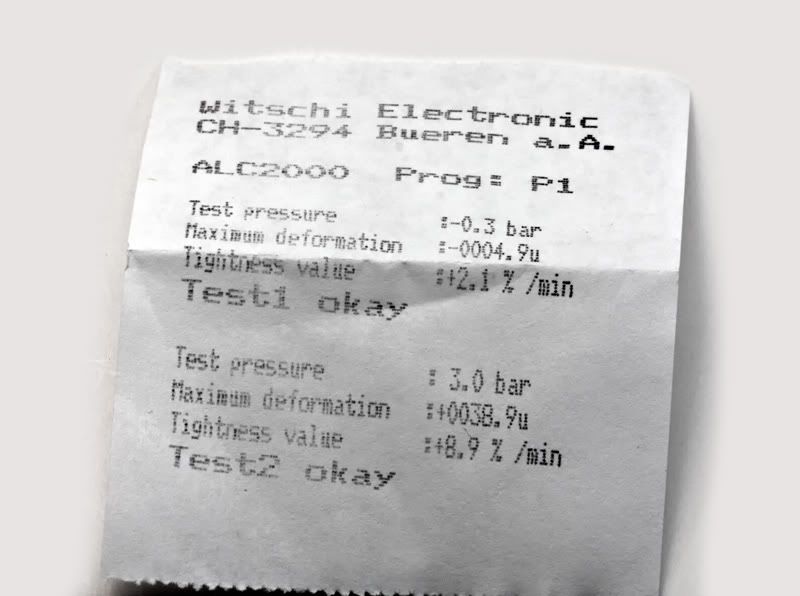 Witschi Electronic
CH-3294 Bueren a.A.
ALC2000 Prog: P1
Test pressure :-0.3 bar
Maximum deformation :-0004.9u
Tightness value :+2.1 % /min
Test1 okay
Test pressure : 3.0 bar
Maximum deformation :+0038.9u
Tightness value :+8.9 % /min
Test2 okay